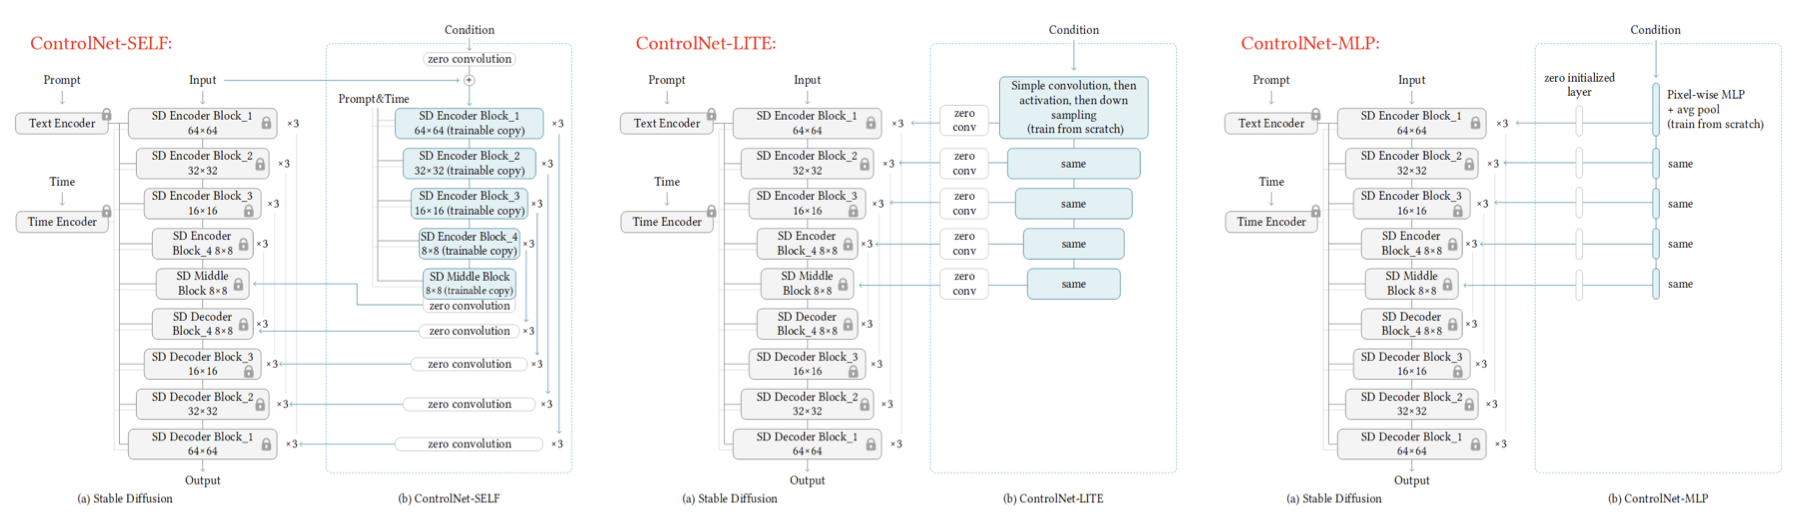 ControlNet-SELF:
Prompt
Input
Text Encoder
Time
Time Encoder
SD Encoder Block_1
64×64
×3
SD Encoder Block_2
32×32
×3
SD Encoder Block_3
16×16
×3
SD Encoder
Block_4 8×8
×3
SD Middle
Block 8×8
SD Decoder
Block_4 8×8
×3
SD Decoder Block_3
16×16
×3
SD Decoder Block_2
32×32
×3
SD Decoder Block_1
64×64
×3
Output
(a) Stable Diffusion
Condition
zero convolution
+
Prompt&Time
SD Encoder Block_1
64×64 (trainable copy)
×3
SD Encoder Block_2
32×32 (trainable copy)
×3
SD Encoder Block_3
16×16 (trainable copy)
×3
SD Encoder Block_4
8×8 (trainable copy)
×3
SD Middle Block
8×8 (trainable copy)
zero convolution
zero convolution
×3
zero convolution
×3
zero convolution
×3
zero convolution
×3
(b) ControlNet-SELF
ControlNet-LITE:
Prompt
Input
Text Encoder
Time
Time Encoder
SD Encoder Block_1
64×64
×3
SD Encoder Block_2
32×32
×3
SD Encoder Block_3
16×16
×3
SD Encoder
Block_4 8×8
×3
SD Middle
Block 8×8
SD Decoder
Block_4 8×8
×3
SD Decoder Block_3
16×16
×3
SD Decoder Block_2
32×32
×3
SD Decoder Block_1
64×64
×3
Output
(a) Stable Diffusion
Condition
zero
conv
Simple convolution, then
activation, then down
sampling
(train from scratch)
zero
conv
same
zero
conv
same
zero
conv
same
zero
conv
same
(b) ControlNet-LITE
ControlNet-MLP:
Prompt
Input
Text Encoder
Time
Time Encoder
SD Encoder Block_1
64×64
×3
SD Encoder Block_2
32×32
×3
SD Encoder Block_3
16×16
×3
SD Encoder
Block_4 8×8
×3
SD Middle
Block 8×8
SD Decoder
Block_4 8×8
×3
SD Decoder Block_3
16×16
×3
SD Decoder Block_2
32×32
×3
SD Decoder Block_1
64×64
×3
Output
(a) Stable Diffusion
Condition
zero initialized
layer
Pixel-wise MLP
+ avg pool
(train from scratch)
same
same
same
same
(b) ControlNet-MLP